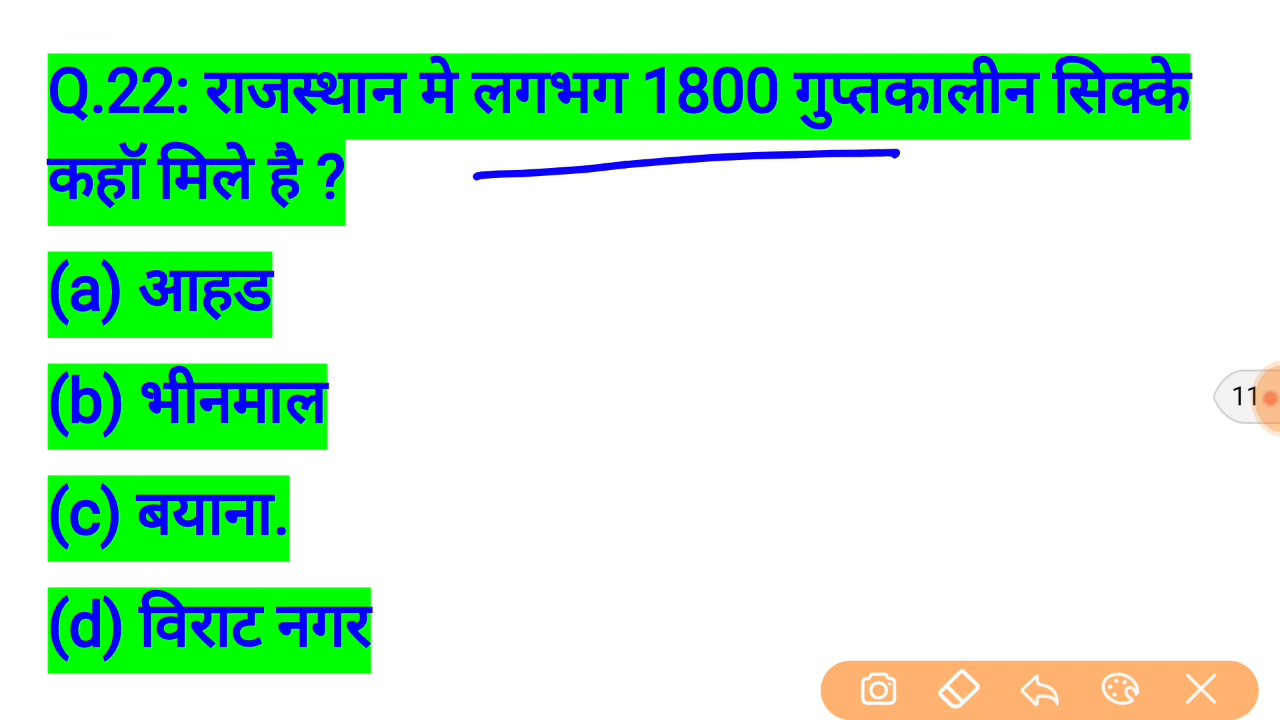 Q.22: राजस्थान मे लगभग 1800 गुप्तकालीन सिक्के
कहॉ मिले है ?
(a) आहड
(b) भीनमाल
(c) बयाना.
(d) विराट नगर
11